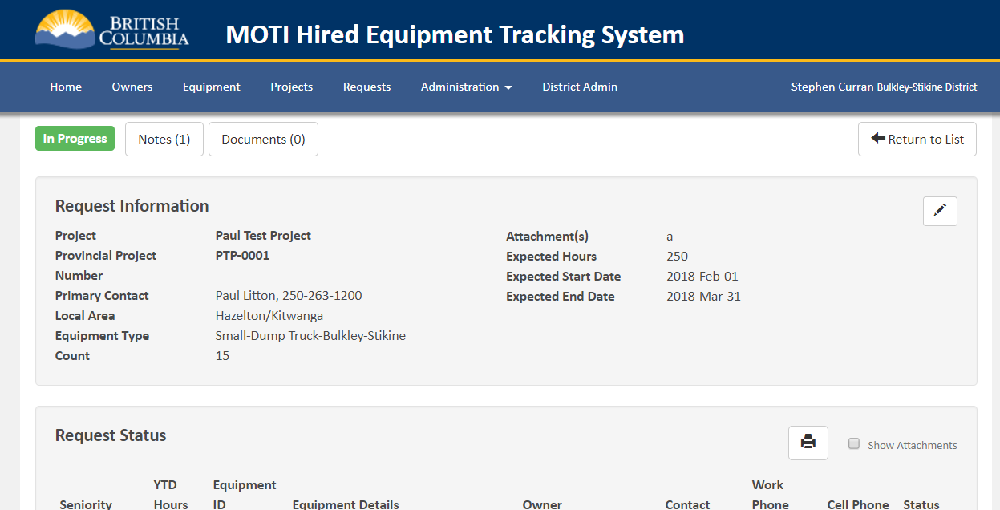 BRITISH
COLUMBIA
MOTI Hired Equipment Tracking System
Home Owners Equipment Projects Requests Administration District Admin Stephen Curran Bulkley-Stikine District
In Progress Notes (1) Documents (0) Return to List
Request Information
Project Paul Test Project
Provincial Project PTP-0001
Number
Primary Contact Paul Litton, 250-263-1200
Local Area Hazelton/Kitwanga
Equipment Type Small-Dump Truck-Bulkley-Stikine
Count 15
Attachment(s) a
Expected Hours 250
Expected Start Date 2018-Feb-01
Expected End Date 2018-Mar-31
Request Status
Show Attachments
YTD Equipment Work
Seniority Hours ID Equipment Details Owner Contact Phone Cell Phone Status